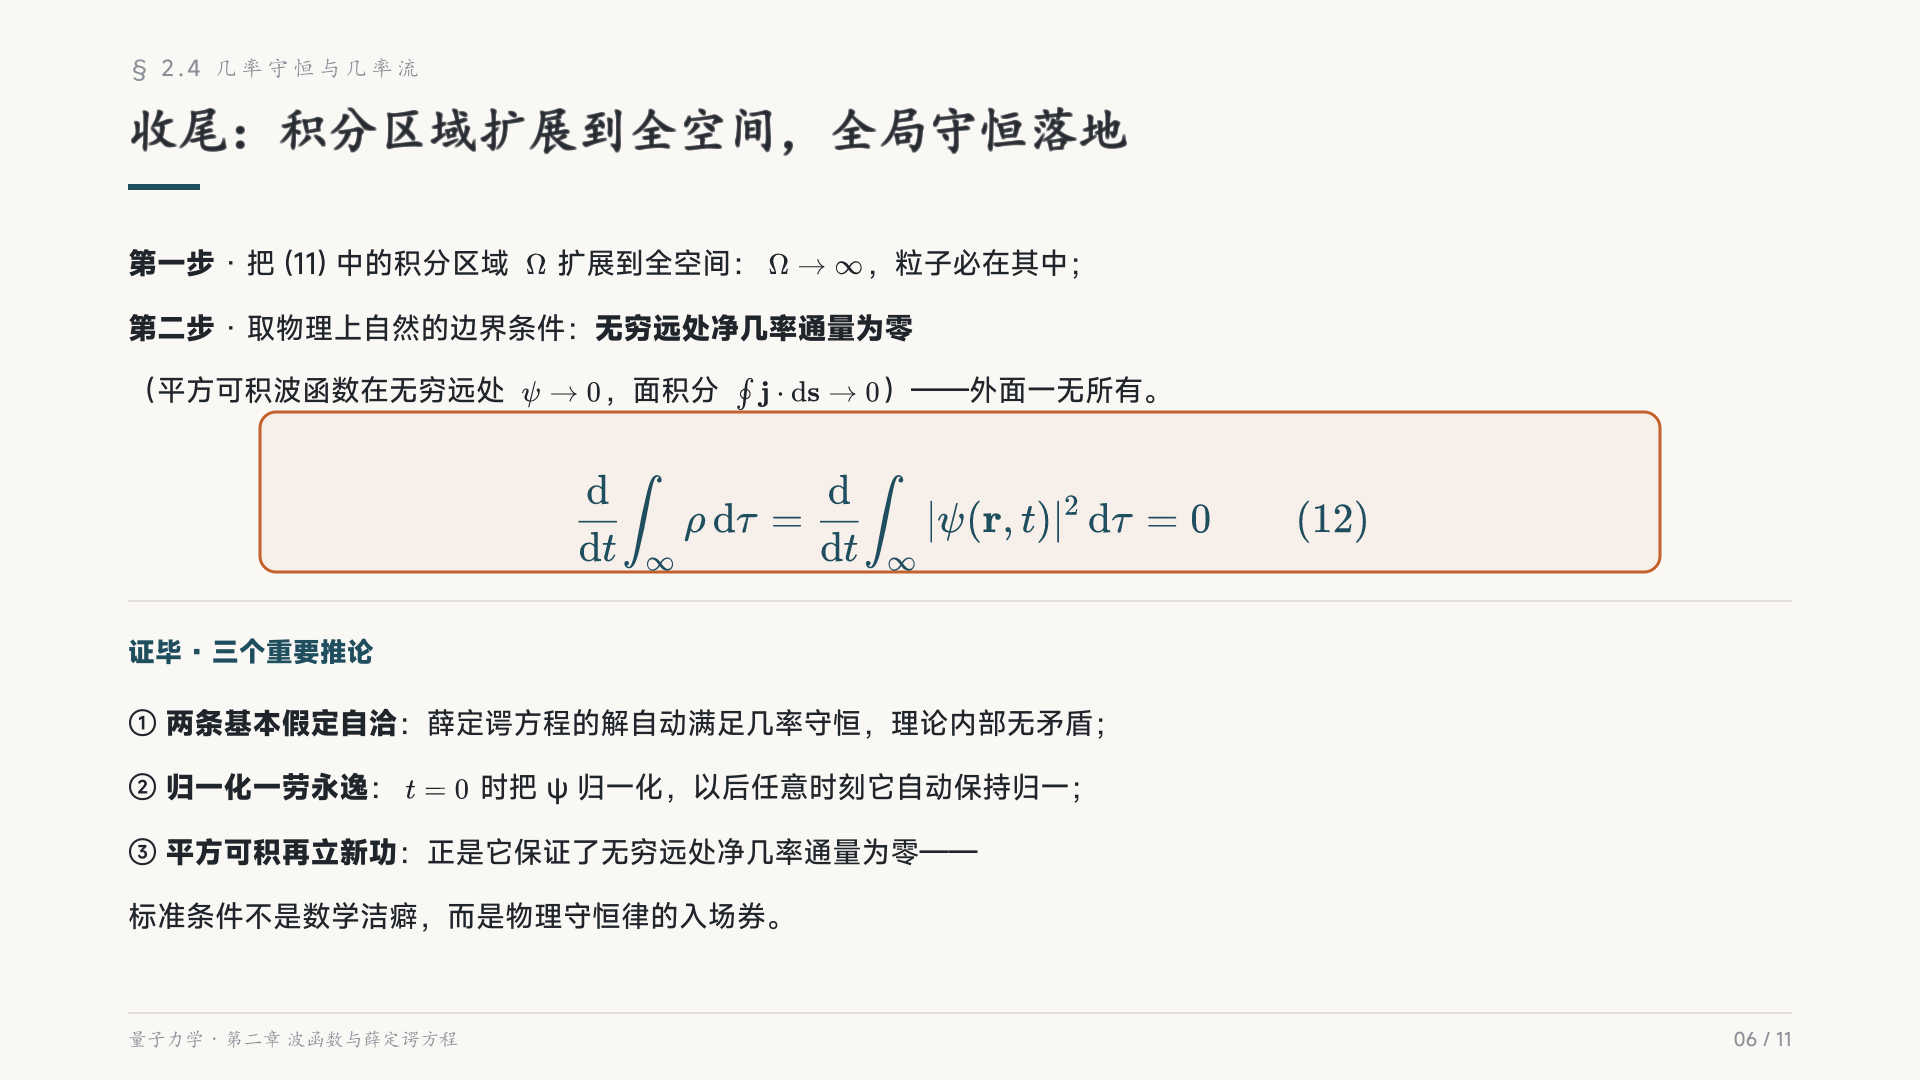 § 2.4 几率守恒与几率流
收尾：积分区域扩展到全空间，全局守恒落地
第一步 · 把 (11) 中的积分区域 Ω 扩展到全空间： Ω → ∞，粒子必在其中；
第二步 · 取物理上自然的边界条件：无穷远处净几率通量为零
（平方可积波函数在无穷远处 ψ → 0，面积分 ∮ j · ds → 0）——外面一无所有。
d/dt ∫_∞ ρ dτ = d/dt ∫_∞ |ψ(r, t)|² dτ = 0 (12)
证毕 · 三个重要推论
① 两条基本假定自洽：薛定谔方程的解自动满足几率守恒，理论内部无矛盾；
② 归一化一劳永逸： t = 0 时把 ψ 归一化，以后任意时刻它自动保持归一；
③ 平方可积再立新功：正是它保证了无穷远处净几率通量为零——
标准条件不是数学洁癖，而是物理守恒律的入场券。
量子力学 · 第二章 波函数与薛定谔方程
06 / 11